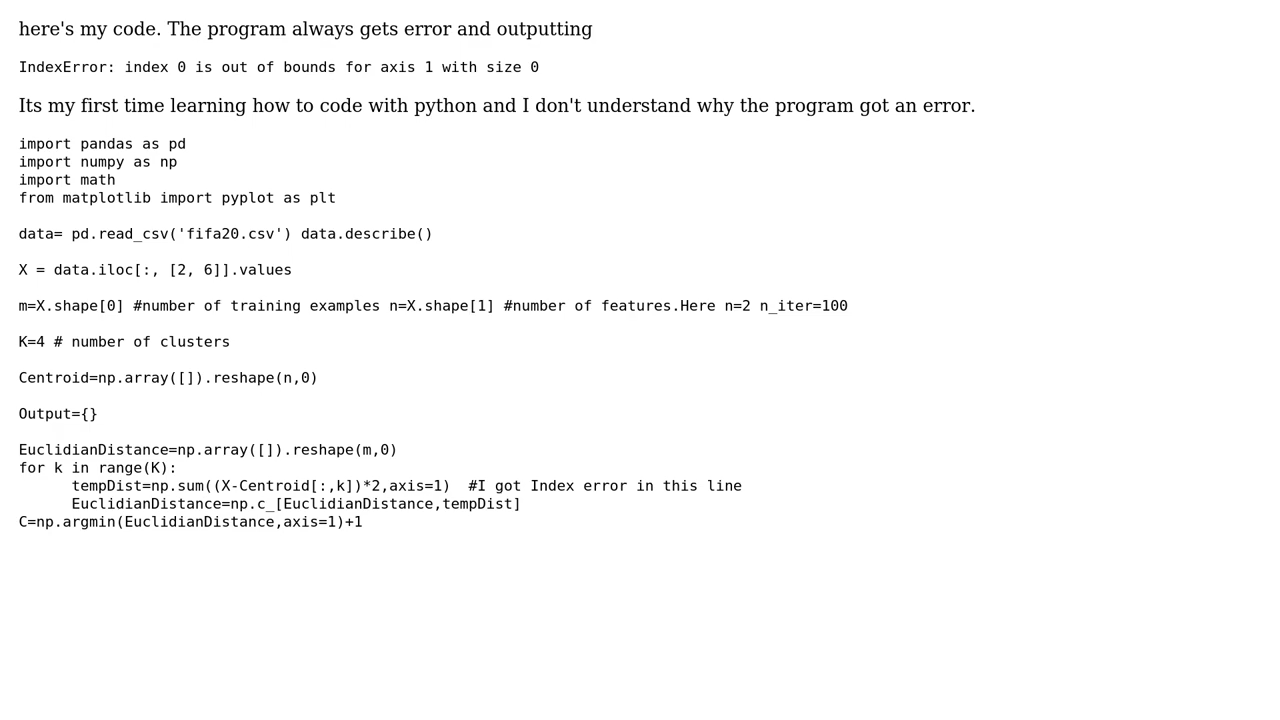 here's my code. The program always gets error and outputting
IndexError: index 0 is out of bounds for axis 1 with size 0
Its my first time learning how to code with python and I don't understand why the program got an error.
import pandas as pd
import numpy as np
import math
from matplotlib import pyplot as plt
data= pd.read_csv('fifa20.csv') data.describe()
X = data.iloc[:, [2, 6]].values
m=X.shape[0] #number of training examples n=X.shape[1] #number of features.Here n=2 n_iter=100
K=4 # number of clusters
Centroid=np.array([]).reshape(n,0)
Output={}
EuclidianDistance=np.array([]).reshape(m,0)
for k in range(K):
      tempDist=np.sum((X-Centroid[:,k])*2,axis=1)  #I got Index error in this line
      EuclidianDistance=np.c_[EuclidianDistance,tempDist]
C=np.argmin(EuclidianDistance,axis=1)+1